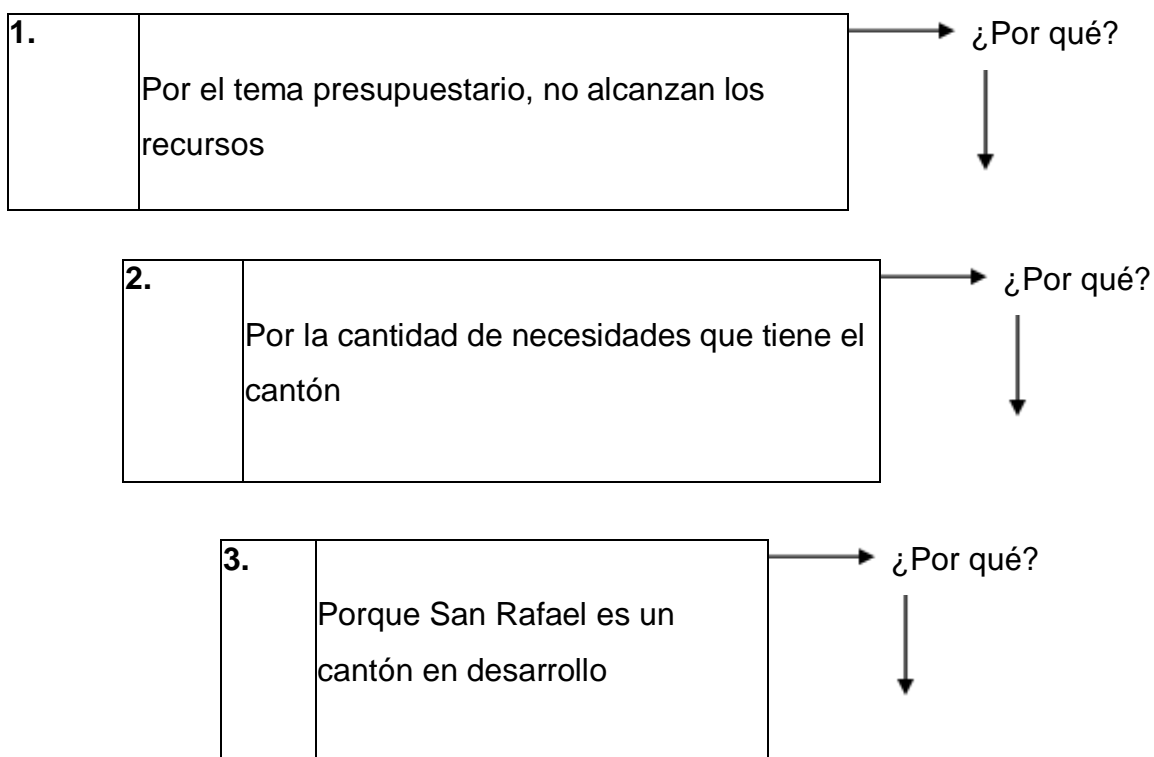 1.
¿Por qué?
Por el tema presupuestario, no alcanzan los
recursos
2.
¿Por qué?
Por la cantidad de necesidades que tiene el
cantón
3.
¿Por qué?
Porque San Rafael es un
cantón en desarrollo